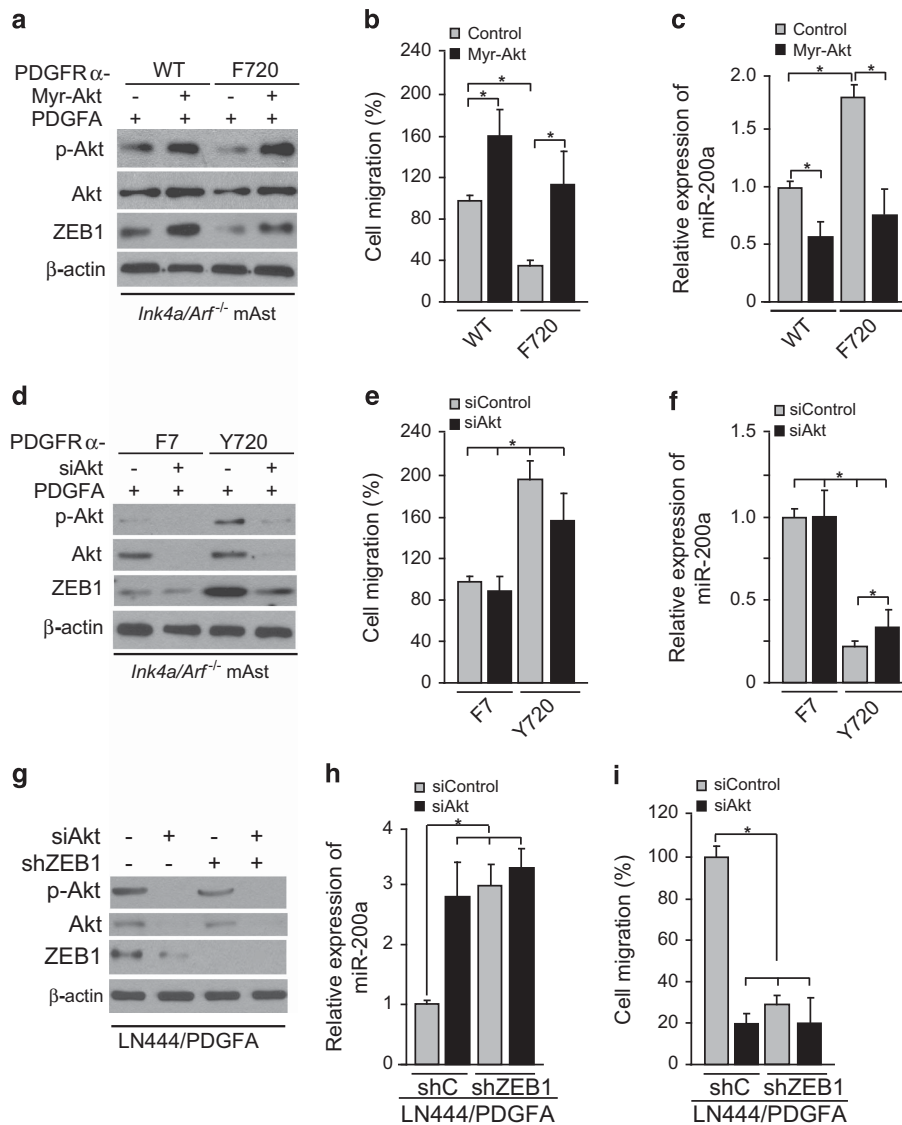 a
PDGFR α-
WT
F720
Myr-Akt
- + - +
PDGFA
+ + + +
p-Akt
Akt
ZEB1
β-actin
Ink4a/Arf-/- mAst
b
Control
Myr-Akt
Cell migration (%)
240
200
160
120
80
40
0
*
*
*
*
WT
F720
c
Control
Myr-Akt
Relative expression of
miR-200a
2.0
1.5
1.0
0.5
0
*
*
*
WT
F720
d
PDGFR α-
F7
Y720
siAkt
- + - +
PDGFA
+ + + +
p-Akt
Akt
ZEB1
β-actin
Ink4a/Arf-/- mAst
e
siControl
siAkt
Cell migration (%)
240
200
160
120
80
40
0
*
F7
Y720
f
siControl
siAkt
Relative expression of
miR-200a
1.5
1.0
0.5
0
*
*
F7
Y720
g
siAkt
- + - +
shZEB1
- - + +
p-Akt
Akt
ZEB1
β-actin
LN444/PDGFA
h
siControl
siAkt
Relative expression of
miR-200a
4
3
2
1
0
*
shC
shZEB1
LN444/PDGFA
i
siControl
siAkt
Cell migration (%)
120
100
80
60
40
20
0
*
shC
shZEB1
LN444/PDGFA